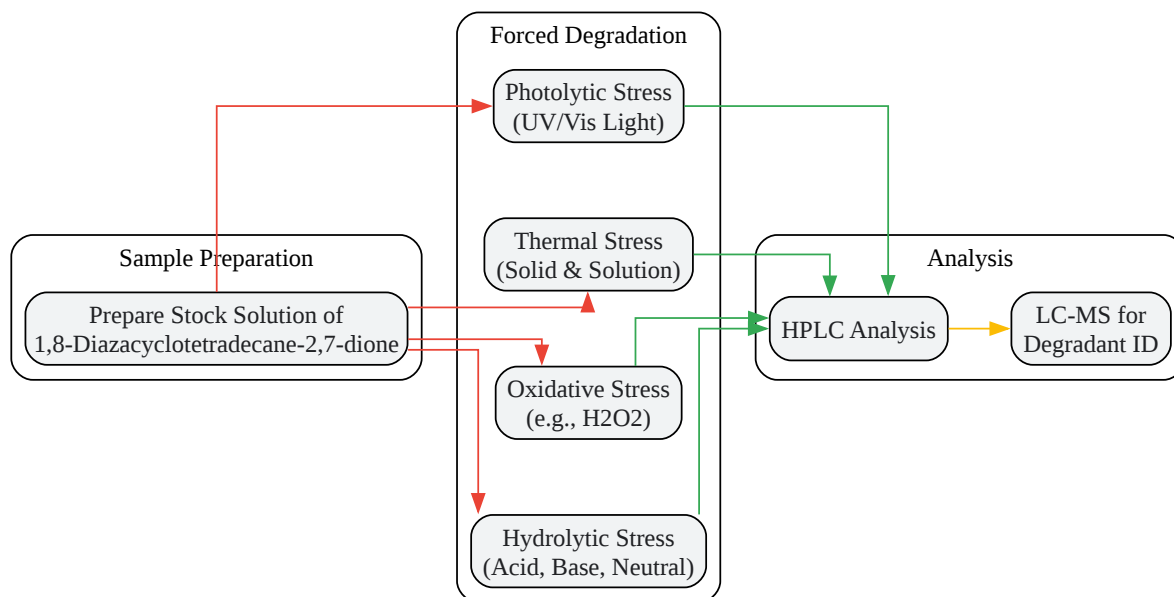 Forced Degradation
Photolytic Stress
(UV/Vis Light)
Thermal Stress
(Solid & Solution)
Oxidative Stress
(e.g., H2O2)
Hydrolytic Stress
(Acid, Base, Neutral)
Sample Preparation
Prepare Stock Solution of
1,8-Diazacyclotetradecane-2,7-dione
Analysis
HPLC Analysis
LC-MS for
Degradant ID